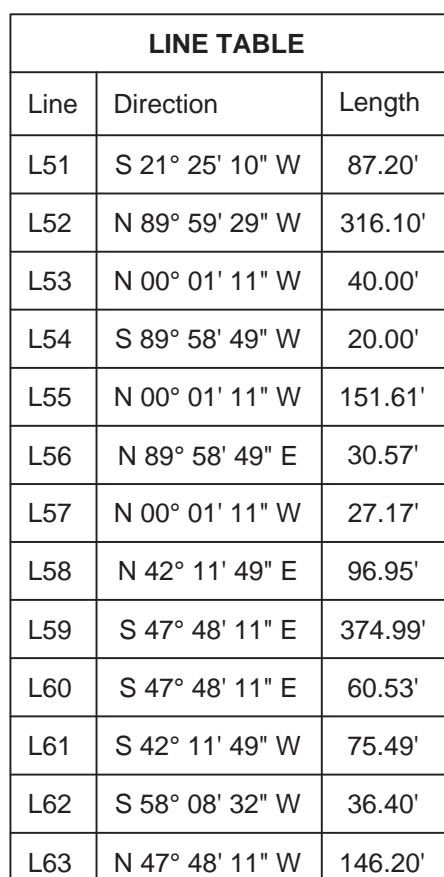 LINE TABLE
Line Direction Length
L51 S 21° 25' 10" W 87.20'
L52 N 89° 59' 29" W 316.10'
L53 N 00° 01' 11" W 40.00'
L54 S 89° 58' 49" W 20.00'
L55 N 00° 01' 11" W 151.61'
L56 N 89° 58' 49" E 30.57'
L57 N 00° 01' 11" W 27.17'
L58 N 42° 11' 49" E 96.95'
L59 S 47° 48' 11" E 374.99'
L60 S 47° 48' 11" E 60.53'
L61 S 42° 11' 49" W 75.49'
L62 S 58° 08' 32" W 36.40'
L63 N 47° 48' 11" W 146.20'